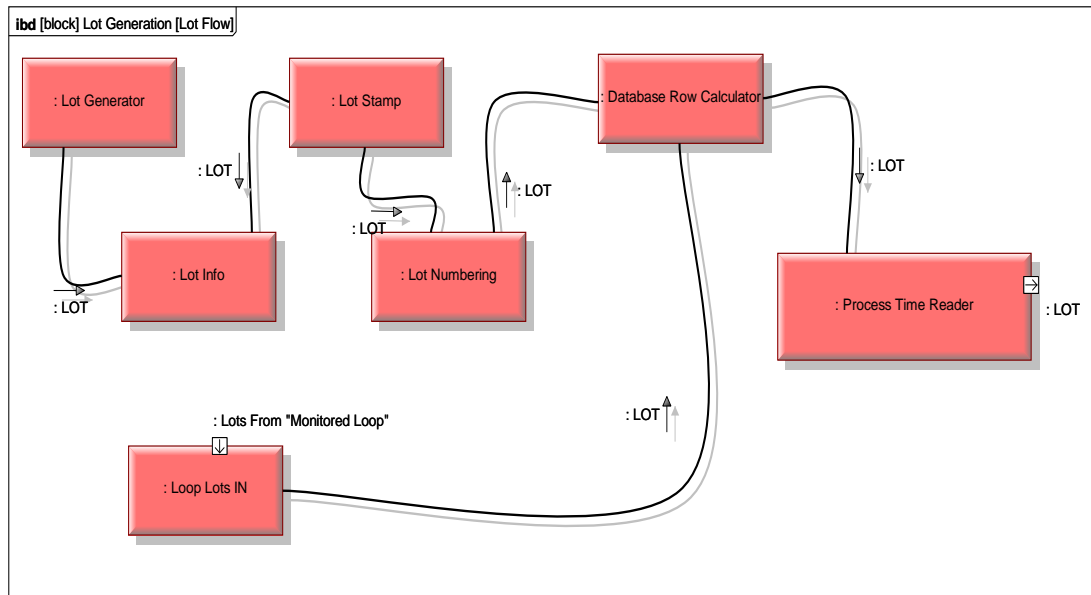 ibd [block] Lot Generation [Lot Flow]
: Lot Generator
: Lot Stamp
: Database Row Calculator
: LOT
: LOT
: LOT
: LOT
: Lot Info
: Lot Numbering
: LOT
: Process Time Reader
: LOT
: Lots From "Monitored Loop"
: LOT
: Loop Lots IN